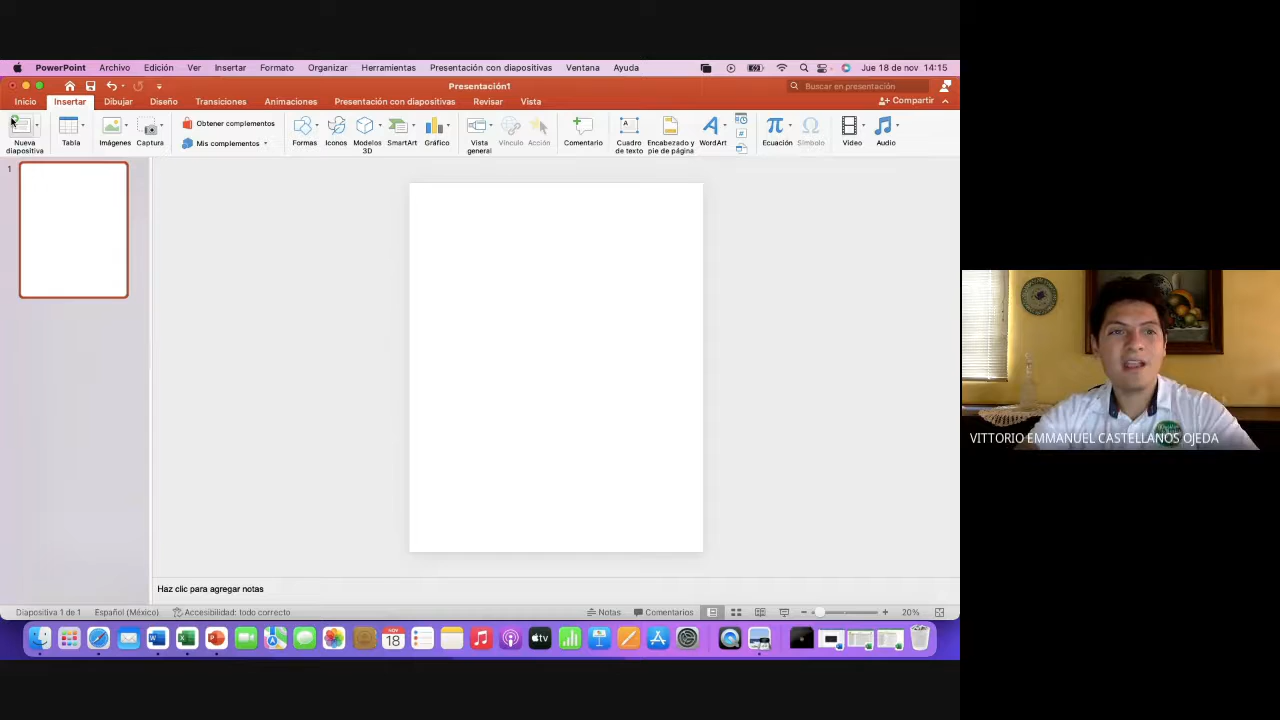 PowerPoint Archivo Edición Ver Insertar Formato Organizar Herramientas Presentación con diapositivas Ventana Ayuda Jue 18 de nov 14:15
Presentación1
Buscar en presentación
Inicio Insertar Dibujar Diseño Transiciones Animaciones Presentación con diapositivas Revisar Vista Compartir
Nueva diapositiva
Tabla
Imágenes
Captura
Obtener complementos
Mis complementos
Formas
Iconos
Modelos 3D
SmartArt
Gráfico
Vista general
Vínculo
Acción
Comentario
Cuadro de texto
Encabezado y pie de página
WordArt
Ecuación
Símbolo
Vídeo
Audio
1
VITTORIO EMMANUEL CASTELLANOS OJEDA
Haz clic para agregar notas
Diapositiva 1 de 1 Español (México) Accesibilidad: todo correcto Notas Comentarios 20%
NOV
18
tv